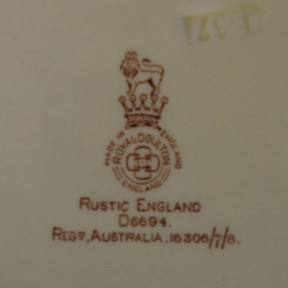 MADE IN ENGLAND
ROYAL DOULTON
ENGLAND
RUSTIC ENGLAND
D6694.
REGD, AUSTRALIA, 16306/7/8.